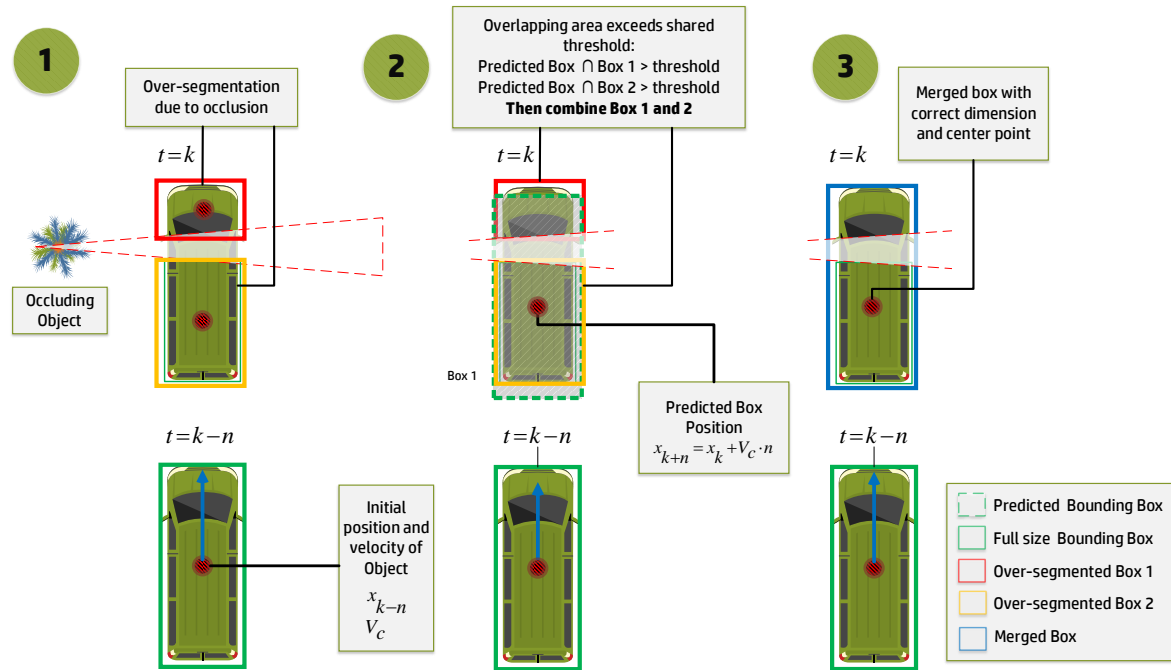 1
Over-segmentation
due to occlusion
t=k
Occluding
Object
t=k−n
Initial
position and
velocity of
Object
x_{k−n}
V_c
2
Overlapping area exceeds shared
threshold:
Predicted Box ∩ Box 1 > threshold
Predicted Box ∩ Box 2 > threshold
Then combine Box 1 and 2
t=k
Box 1
Predicted Box
Position
x_{k+n}=x_k+V_c·n
t=k−n
3
Merged box with
correct dimension
and center point
t=k
t=k−n
Predicted Bounding Box
Full size Bounding Box
Over-segmented Box 1
Over-segmented Box 2
Merged Box